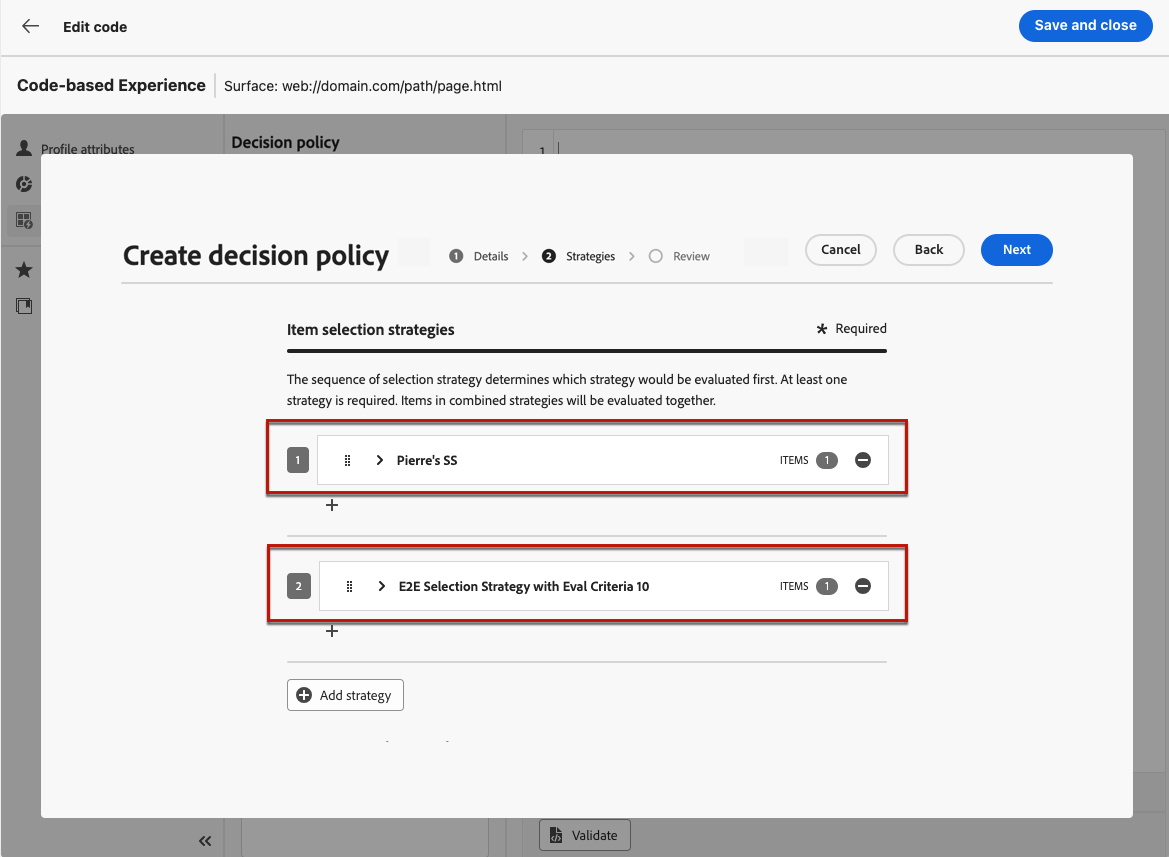 Edit code
Save and close
Code-based Experience
Surface: web://domain.com/path/page.html
Profile attributes
Decision policy
1
Create decision policy
1 Details
2 Strategies
Review
Cancel
Back
Next
Item selection strategies
* Required
The sequence of selection strategy determines which strategy would be evaluated first. At least one
strategy is required. Items in combined strategies will be evaluated together.
1 Pierre's SS ITEMS 1
2 E2E Selection Strategy with Eval Criteria 10 ITEMS 1
Add strategy
Validate